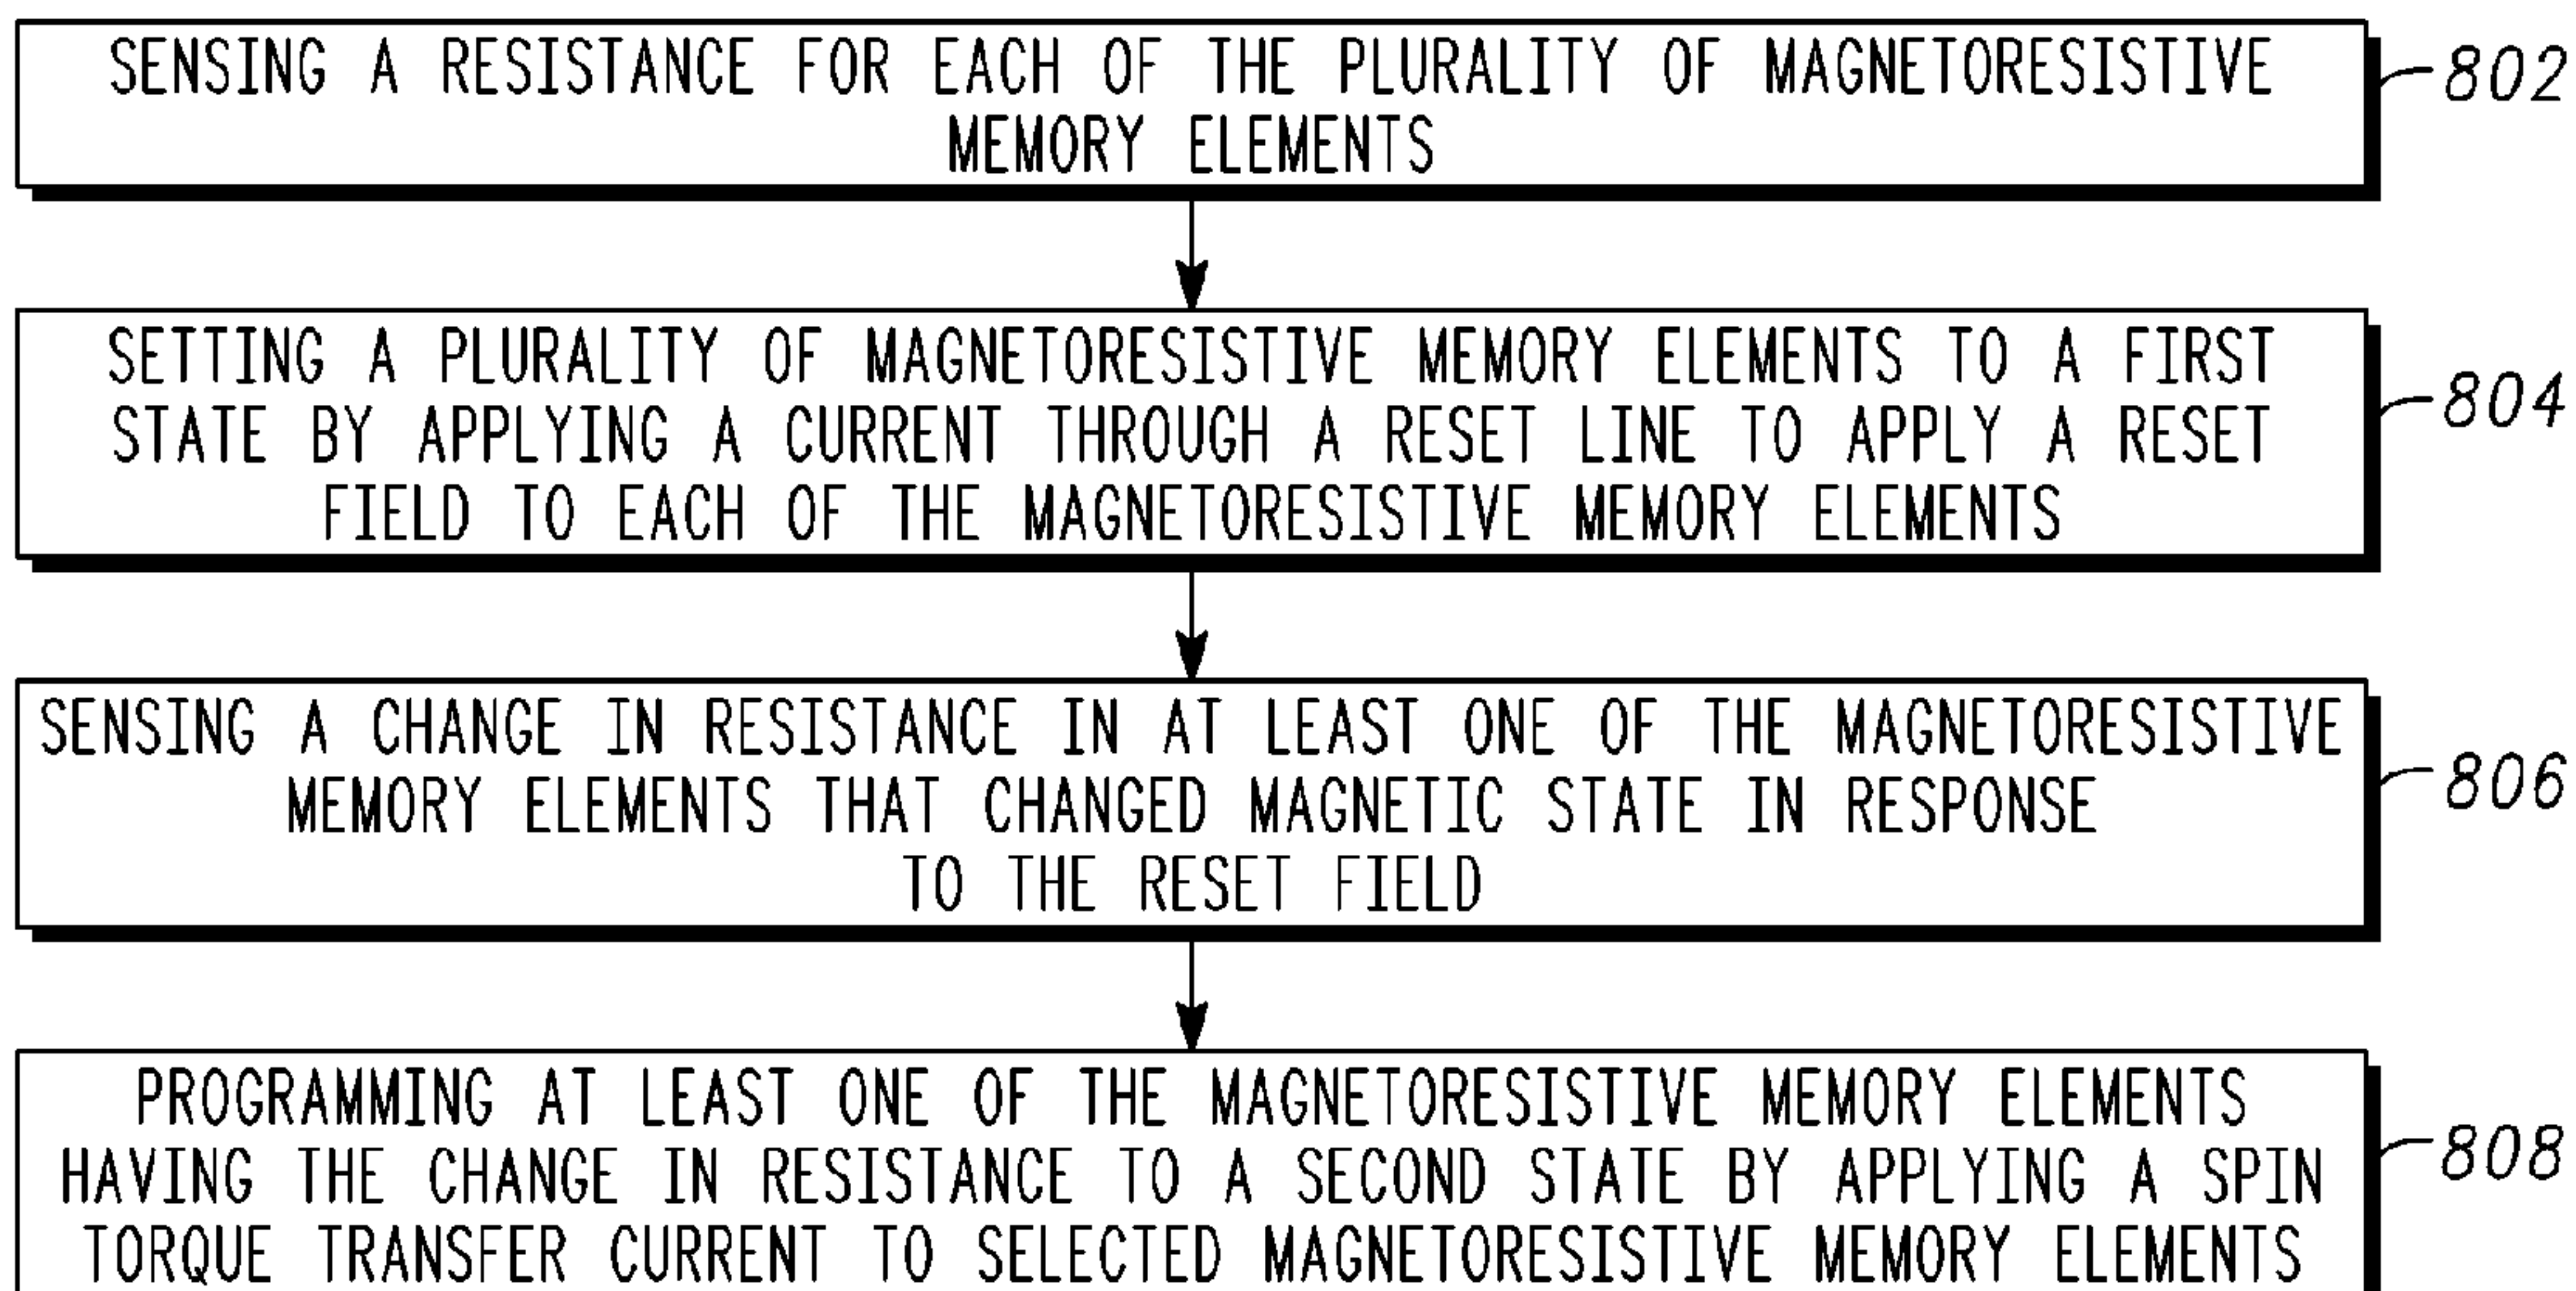 SENSING A RESISTANCE FOR EACH OF THE PLURALITY OF MAGNETORESISTIVE
MEMORY ELEMENTS
802
SETTING A PLURALITY OF MAGNETORESISTIVE MEMORY ELEMENTS TO A FIRST
STATE BY APPLYING A CURRENT THROUGH A RESET LINE TO APPLY A RESET
FIELD TO EACH OF THE MAGNETORESISTIVE MEMORY ELEMENTS
804
SENSING A CHANGE IN RESISTANCE IN AT LEAST ONE OF THE MAGNETORESISTIVE
MEMORY ELEMENTS THAT CHANGED MAGNETIC STATE IN RESPONSE
TO THE RESET FIELD
806
PROGRAMMING AT LEAST ONE OF THE MAGNETORESISTIVE MEMORY ELEMENTS
HAVING THE CHANGE IN RESISTANCE TO A SECOND STATE BY APPLYING A SPIN
TORQUE TRANSFER CURRENT TO SELECTED MAGNETORESISTIVE MEMORY ELEMENTS
808